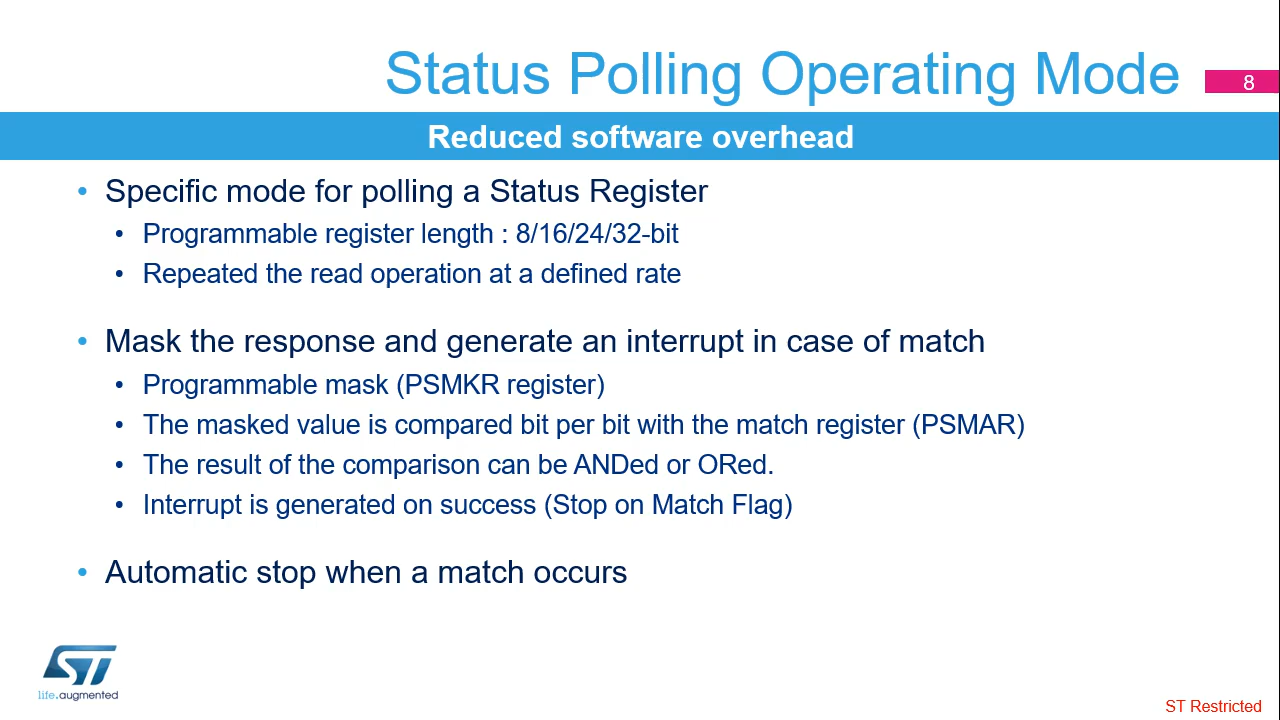 Status Polling Operating Mode
8
Reduced software overhead
• Specific mode for polling a Status Register
• Programmable register length : 8/16/24/32-bit
• Repeated the read operation at a defined rate
• Mask the response and generate an interrupt in case of match
• Programmable mask (PSMKR register)
• The masked value is compared bit per bit with the match register (PSMAR)
• The result of the comparison can be ANDed or ORed.
• Interrupt is generated on success (Stop on Match Flag)
• Automatic stop when a match occurs
ST
life.augmented
ST Restricted